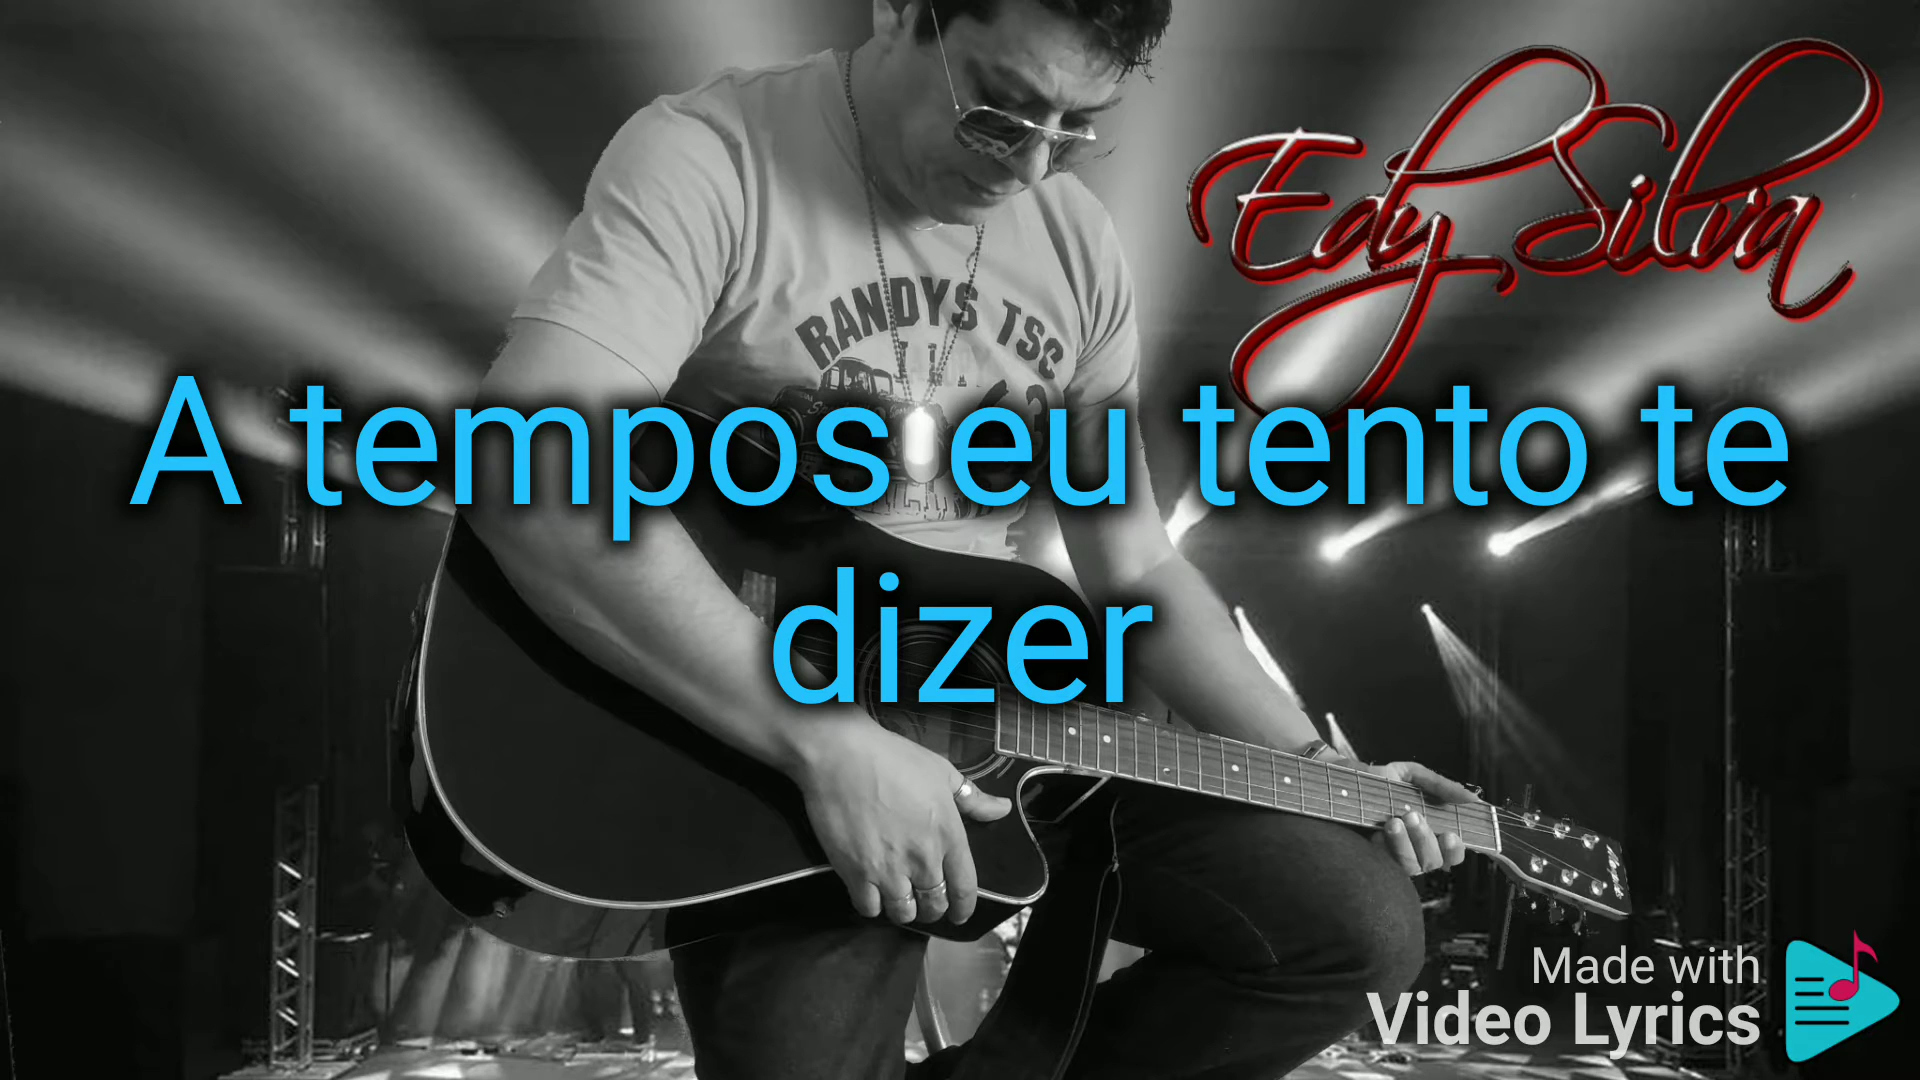 Edy Silva
RANDYS TSC
A tempos eu tento te
dizer
Made with
Video Lyrics